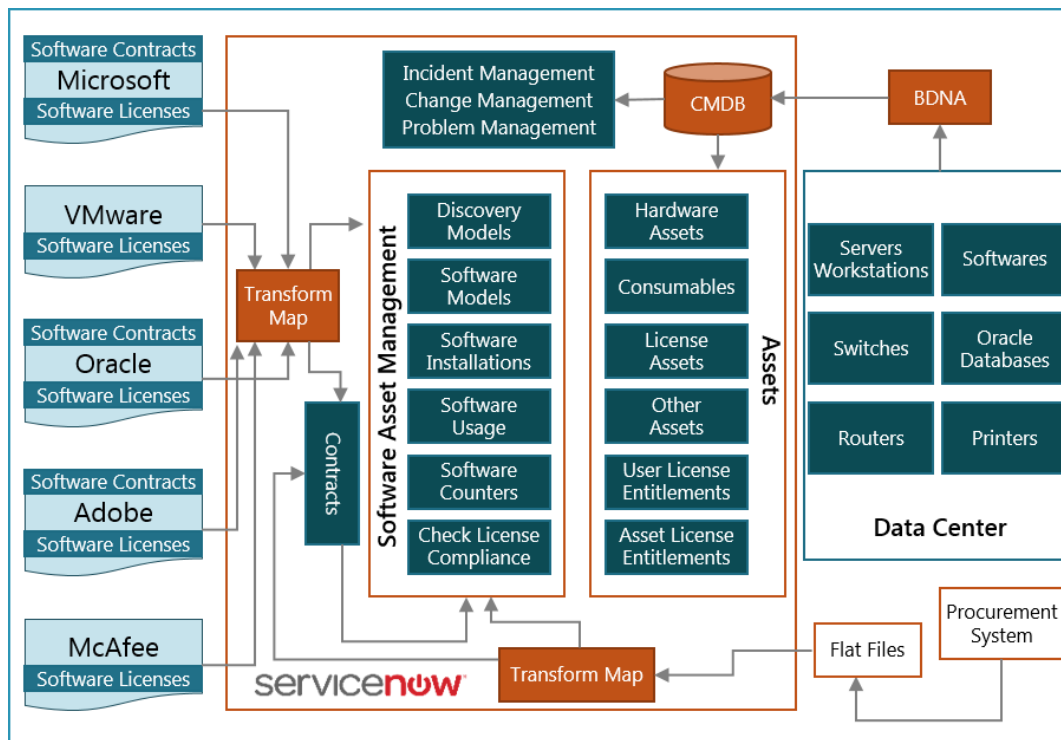 Software Contracts
Microsoft
Software Licenses
VMware
Software Licenses
Software Contracts
Oracle
Software Licenses
Software Contracts
Adobe
Software Licenses
McAfee
Software Licenses
Transform
Map
Contracts
Incident Management
Change Management
Problem Management
CMDB
BDNA
Software Asset Management
Discovery
Models
Software
Models
Software
Installations
Software
Usage
Software
Counters
Check License
Compliance
Hardware
Assets
Consumables
License
Assets
Other
Assets
User License
Entitlements
Asset License
Entitlements
Assets
Servers
Workstations
Softwares
Switches
Oracle
Databases
Routers
Printers
Data Center
servicenow
Transform Map
Flat Files
Procurement
System